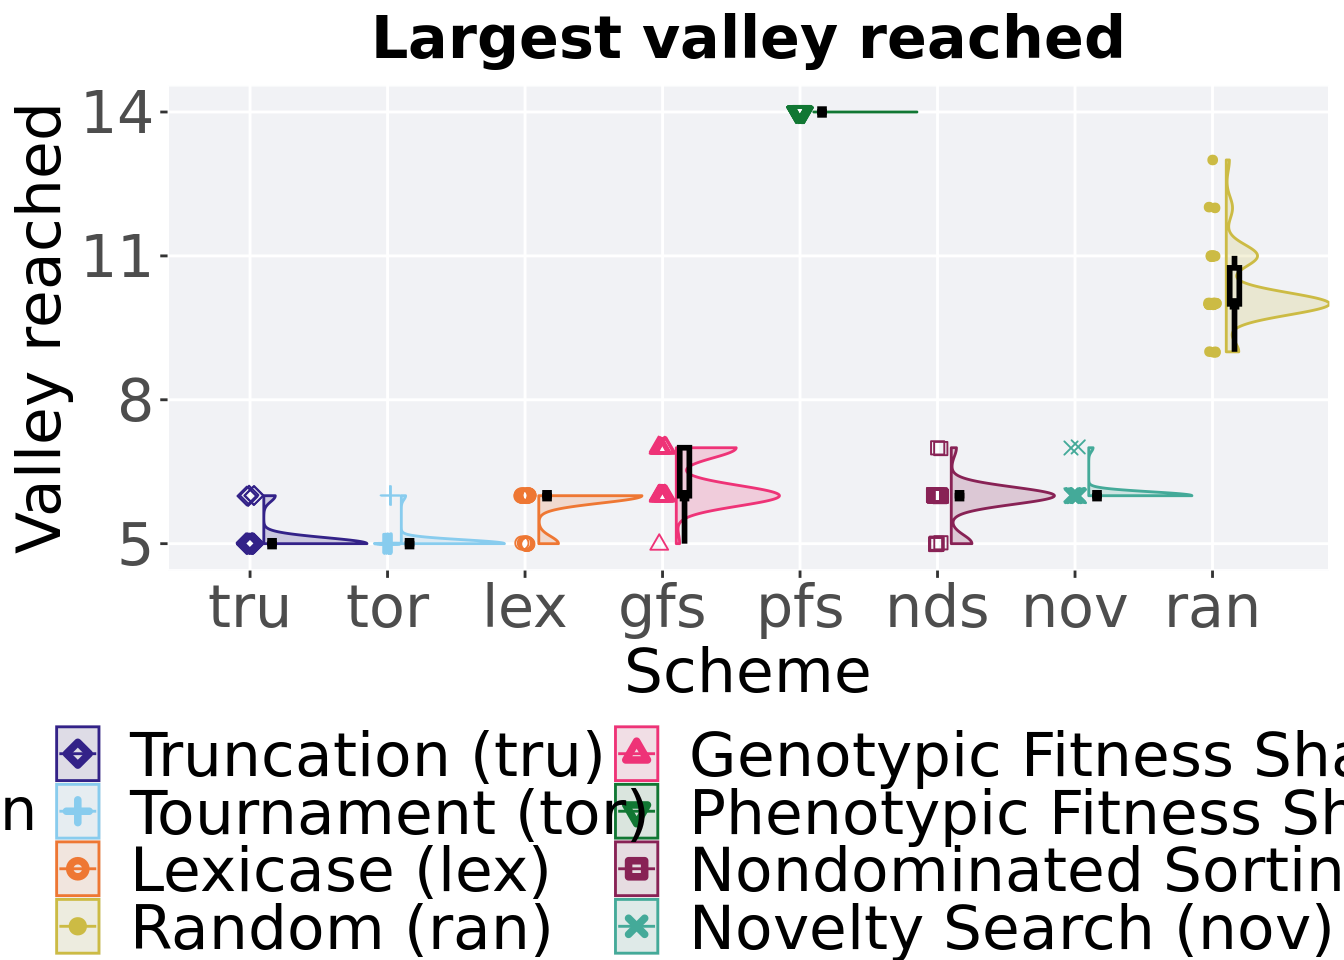 Largest valley reached
Valley reached
14
11
8
5
tru tor lex gfs pfs nds nov ran
Scheme
n
Truncation (tru)
Tournament (tor)
Lexicase (lex)
Random (ran)
Genotypic Fitness Sha
Phenotypic Fitness Sh
Nondominated Sortin
Novelty Search (nov)